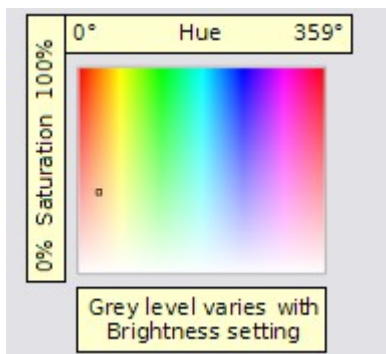 0° Hue 359°
0% Saturation 100%
Grey level varies with
Brightness setting